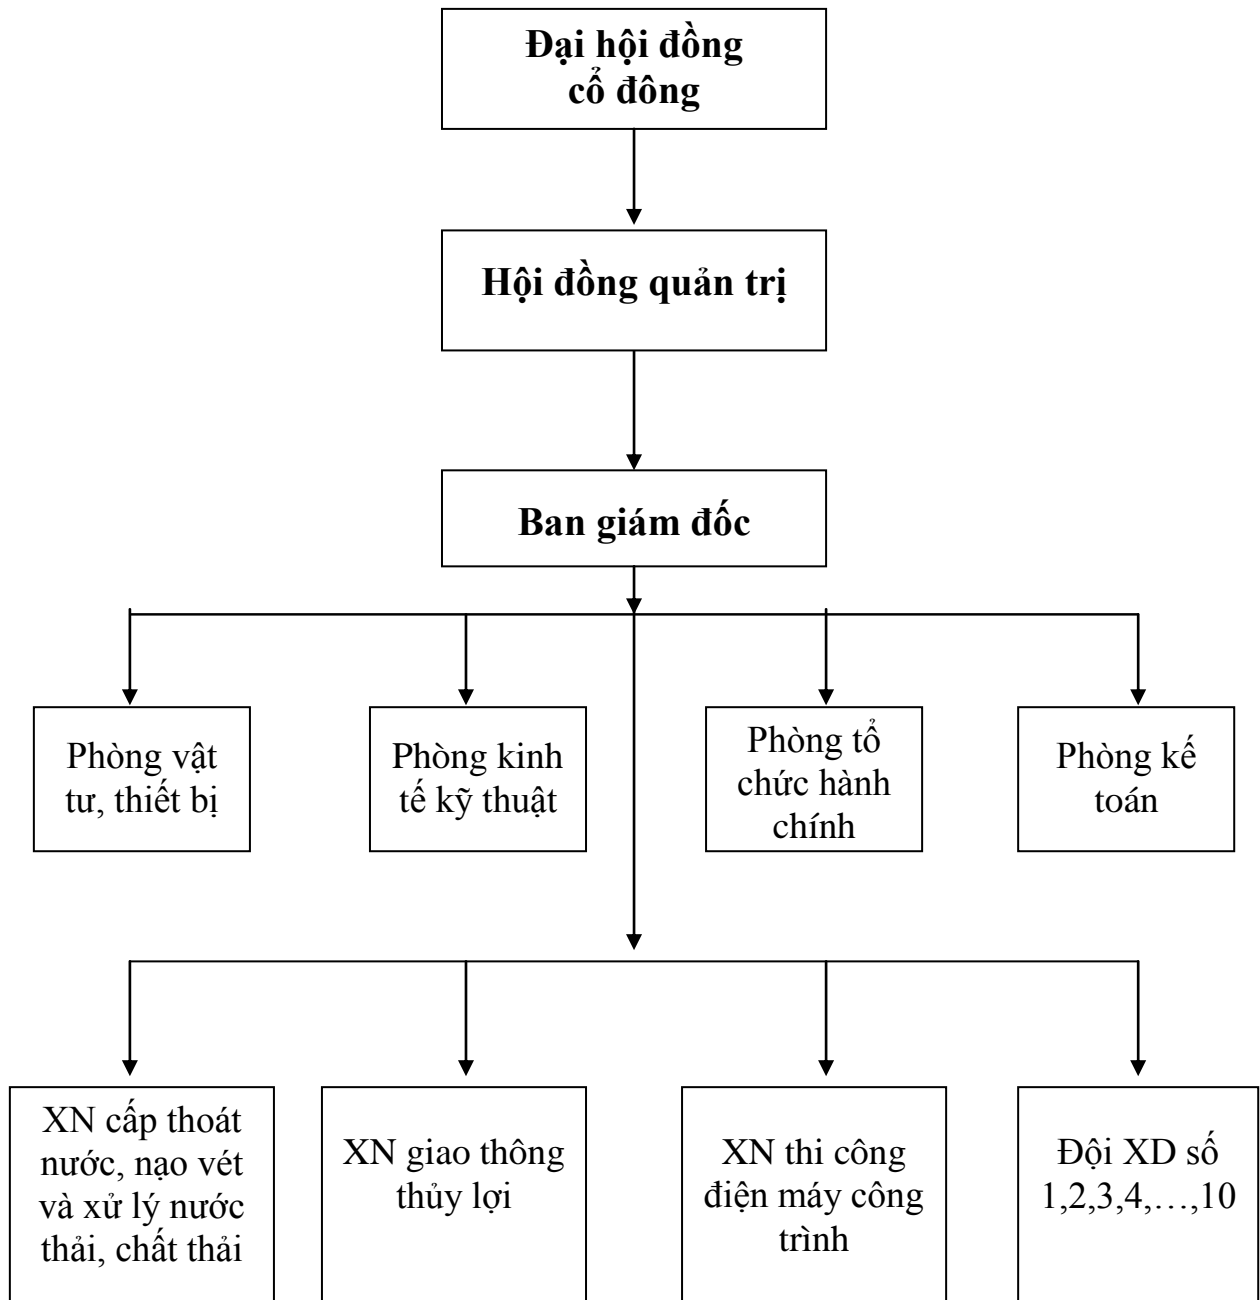 Đại hội đồng
cổ đông
Hội đồng quản trị
Ban giám đốc
Phòng vật
tư, thiết bị
Phòng kinh
tế kỹ thuật
Phòng tổ
chức hành
chính
Phòng kế
toán
XN cấp thoát
nước, nạo vét
và xử lý nước
thải, chất thải
XN giao thông
thủy lợi
XN thi công
điện máy công
trình
Đội XD số
1,2,3,4,…,10